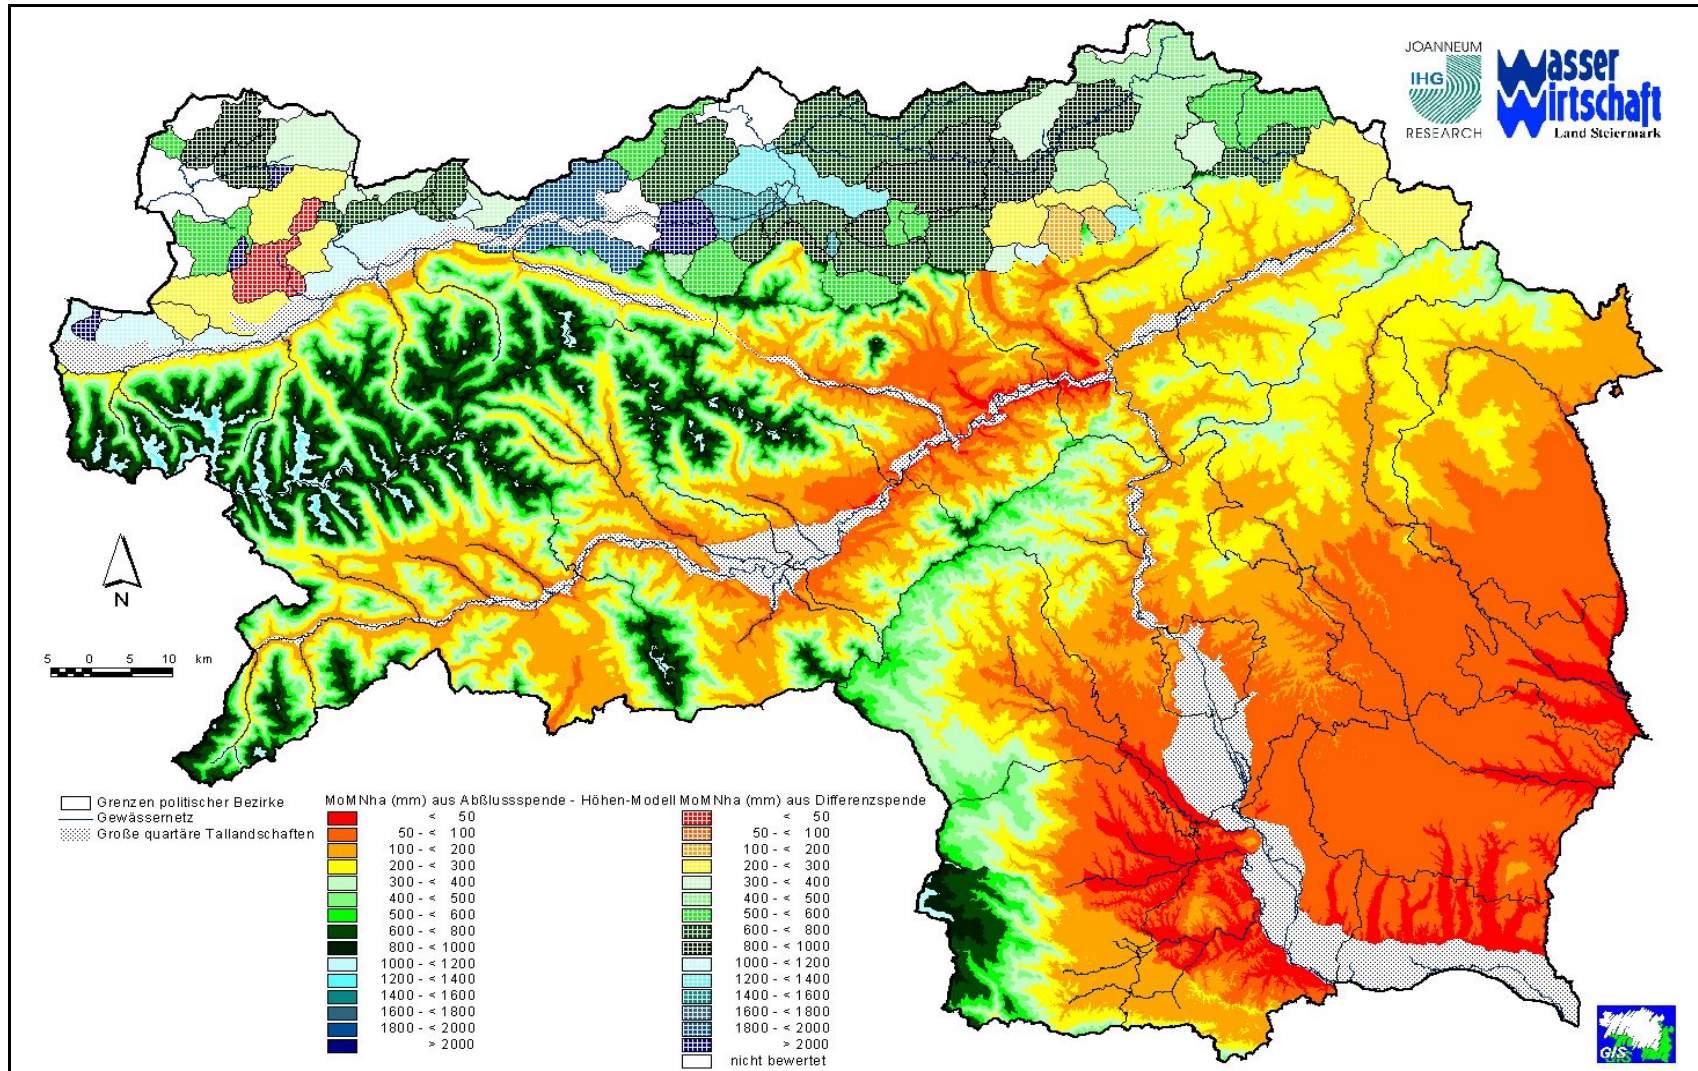 JOANNEUM
IHG
RESEARCH
Wasser
Wirtschaft
Land Steiermark
N
5 0 5 10 km
Grenzen politischer Bezirke
Gewässernetz
Große quartäre Tallandschaften
MoMNha (mm) aus Abßlussspende - Höhen-Modell
< 50
50 - < 100
100 - < 200
200 - < 300
300 - < 400
400 - < 500
500 - < 600
600 - < 800
800 - < 1000
1000 - < 1200
1200 - < 1400
1400 - < 1600
1600 - < 1800
1800 - < 2000
> 2000
MoMNha (mm) aus Differenzspende
< 50
50 - < 100
100 - < 200
200 - < 300
300 - < 400
400 - < 500
500 - < 600
600 - < 800
800 - < 1000
1000 - < 1200
1200 - < 1400
1400 - < 1600
1600 - < 1800
1800 - < 2000
> 2000
nicht bewertet
GIS